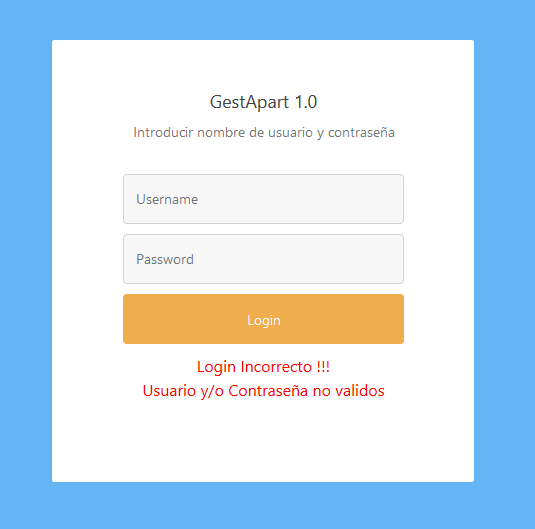 GestApart 1.0
Introducir nombre de usuario y contraseña
Username
Password
Login
Login Incorrecto !!!
Usuario y/o Contraseña no validos